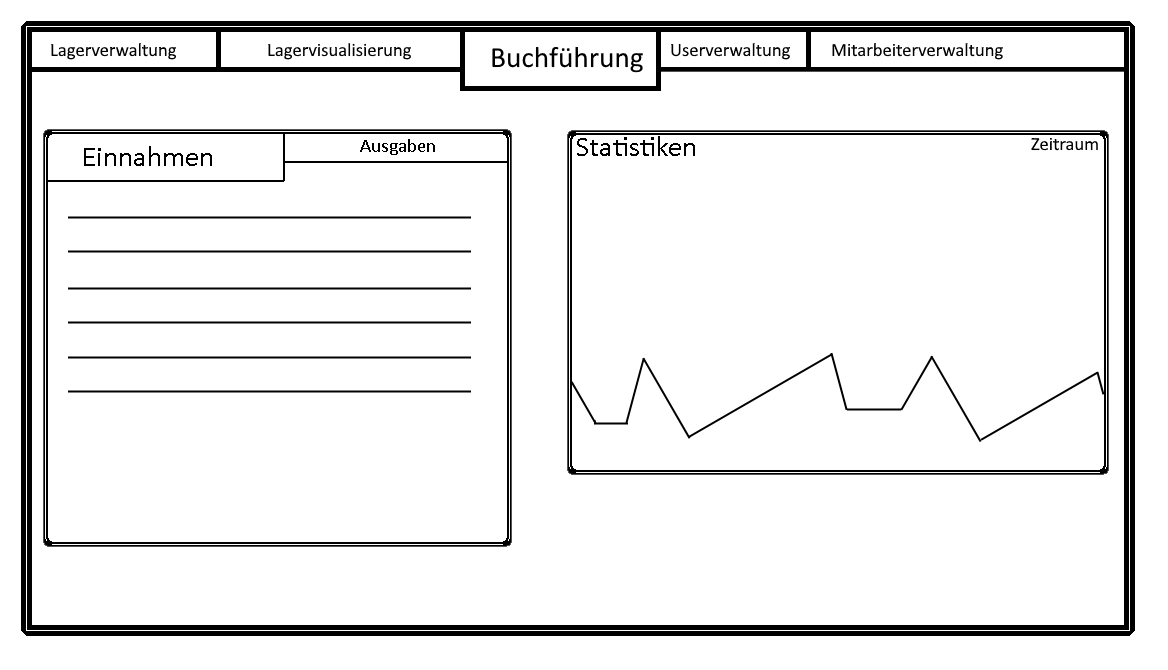 Lagerverwaltung
Lagervisualisierung
Buchführung
Userverwaltung
Mitarbeiterverwaltung
Einnahmen
Ausgaben
Statistiken
Zeitraum